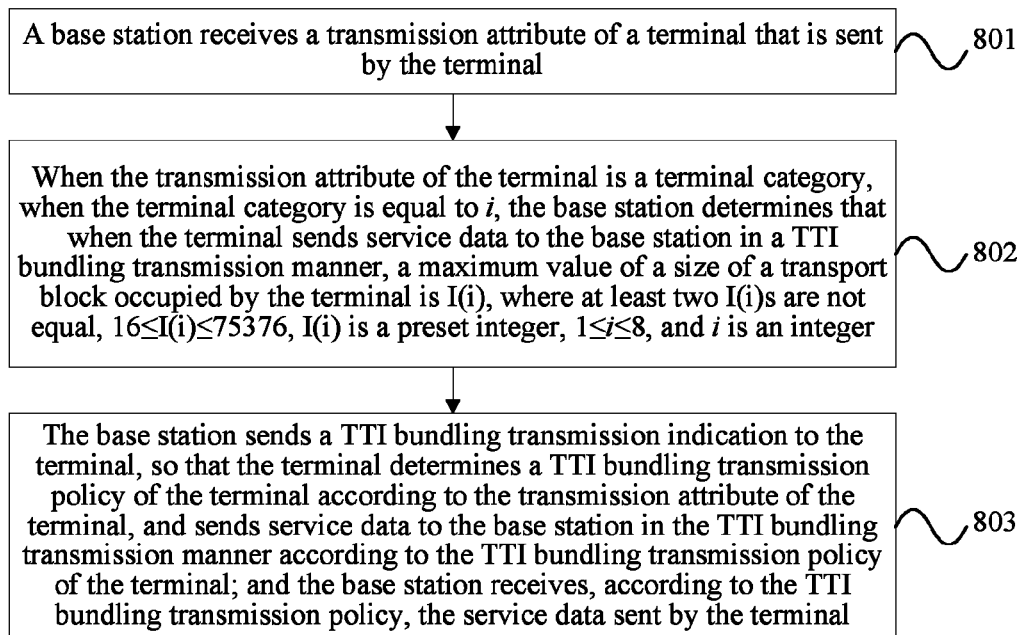 A base station receives a transmission attribute of a terminal that is sent
by the terminal
801
When the transmission attribute of the terminal is a terminal category,
when the terminal category is equal to i, the base station determines that
when the terminal sends service data to the base station in a TTI
bundling transmission manner, a maximum value of a size of a transport
block occupied by the terminal is I(i), where at least two I(i)s are not
equal, 16≤I(i)≤75376, I(i) is a preset integer, 1≤i≤8, and i is an integer
802
The base station sends a TTI bundling transmission indication to the
terminal, so that the terminal determines a TTI bundling transmission
policy of the terminal according to the transmission attribute of the
terminal, and sends service data to the base station in the TTI bundling
transmission manner according to the TTI bundling transmission policy
of the terminal; and the base station receives, according to the TTI
bundling transmission policy, the service data sent by the terminal
803